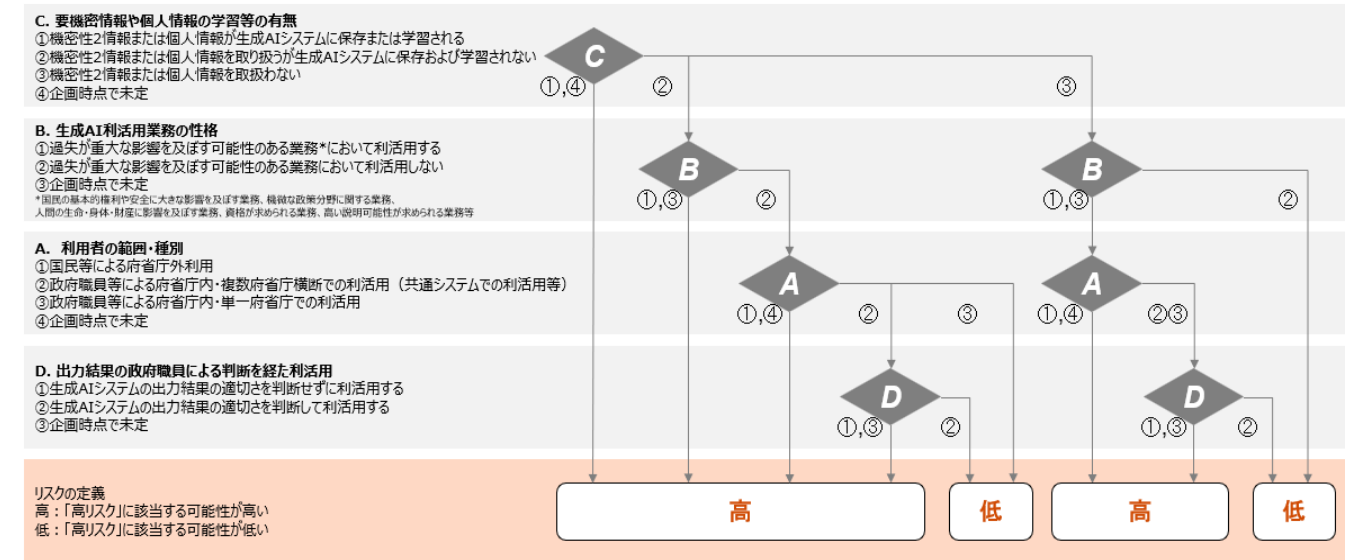 C. 要機密情報や個人情報の学習等の有無
①機密性2情報または個人情報が生成AIシステムに保存または学習される
②機密性2情報または個人情報を取り扱うが生成AIシステムに保存および学習されない
③機密性2情報または個人情報を取扱わない
④企画時点で未定
C
①,④
②
③
B. 生成AI利活用業務の性格
①過失が重大な影響を及ぼす可能性のある業務*において利活用する
②過失が重大な影響を及ぼす可能性のある業務において利活用しない
③企画時点で未定
*国民の基本的権利や安全に大きな影響を及ぼす業務、機微な政策分野に関する業務、
人間の生命・身体・財産に影響を及ぼす業務、資格が求められる業務、高い説明可能性が求められる業務等
B
①,③
②
B
①,③
②
A. 利用者の範囲・種別
①国民等による府省庁外利用
②政府職員等による府省庁内・複数府省庁横断での利活用（共通システムでの利活用等）
③政府職員等による府省庁内・単一府省庁での利活用
④企画時点で未定
A
①,④
②
③
A
①,④
②③
D. 出力結果の政府職員による判断を経た利活用
①生成AIシステムの出力結果の適切さを判断せずに利活用する
②生成AIシステムの出力結果の適切さを判断して利活用する
③企画時点で未定
D
①,③
②
D
①,③
②
リスクの定義
高：「高リスク」に該当する可能性が高い
低：「高リスク」に該当する可能性が低い
高
低
高
低